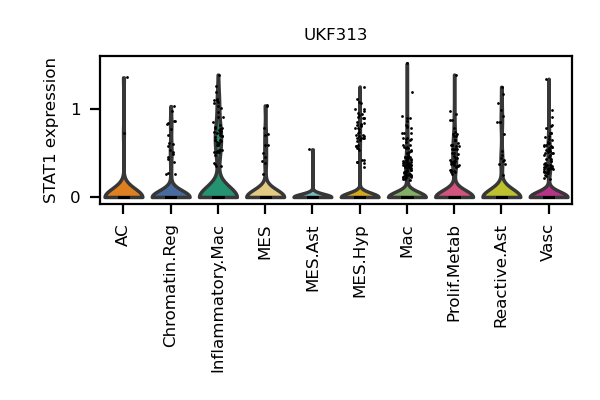 UKF313
STAT1 expression
1
0
AC
Chromatin.Reg
Inflammatory.Mac
MES
MES.Ast
MES.Hyp
Mac
Prolif.Metab
Reactive.Ast
Vasc